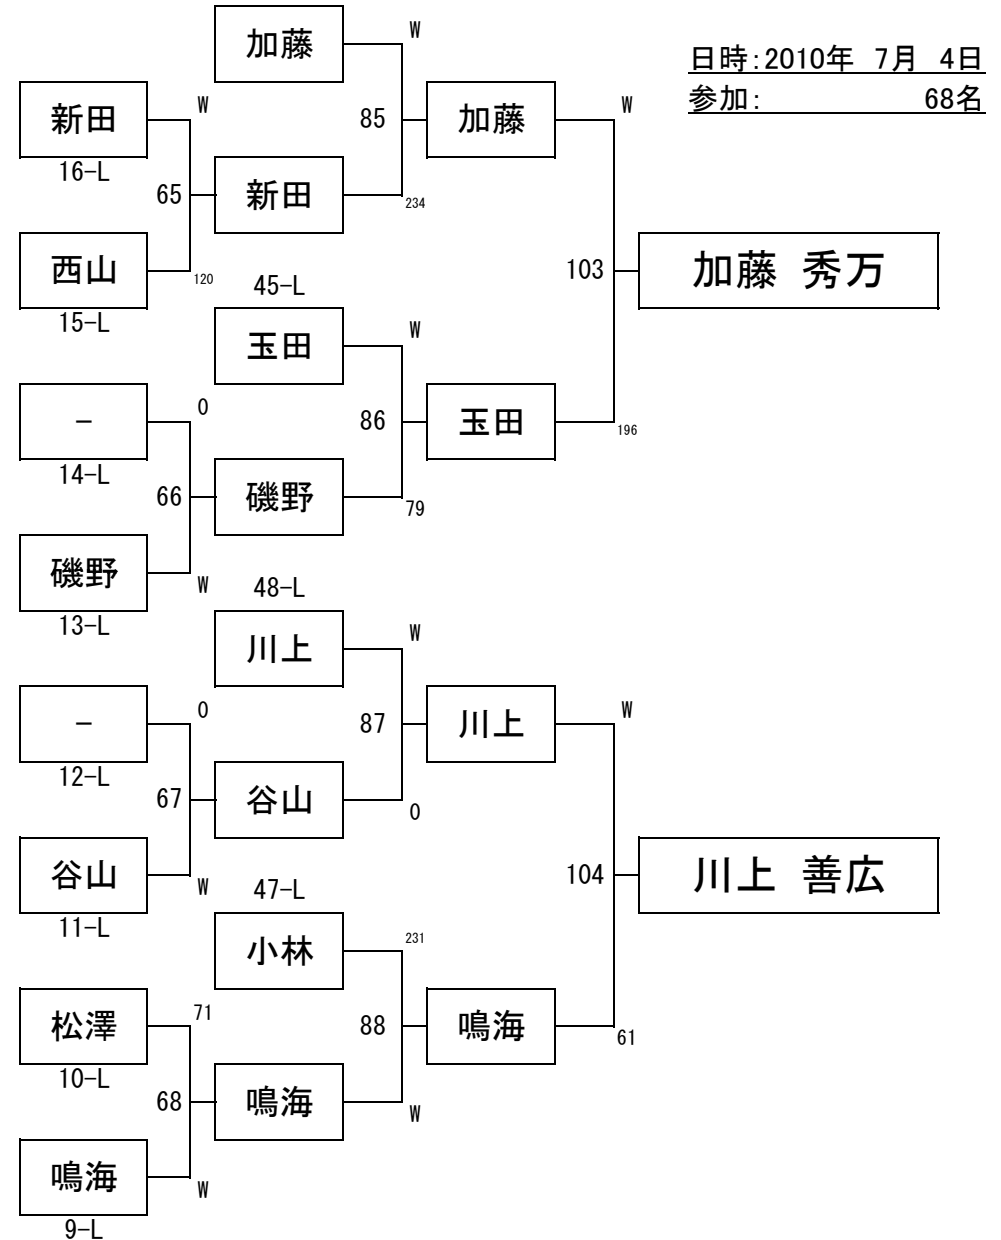 加藤
W
日時:2010年 7月 4日
参加: 68名
新田
W
85
加藤
W
16-L
65
新田
234
西山
120
45-L
103
加藤 秀万
15-L
玉田
W
-
0
86
玉田
196
14-L
66
磯野
79
磯野
W
48-L
13-L
川上
W
-
0
87
川上
W
12-L
67
谷山
0
谷山
W
47-L
104
川上 善広
11-L
小林
231
松澤
71
88
鳴海
61
10-L
68
鳴海
W
鳴海
W
9-L